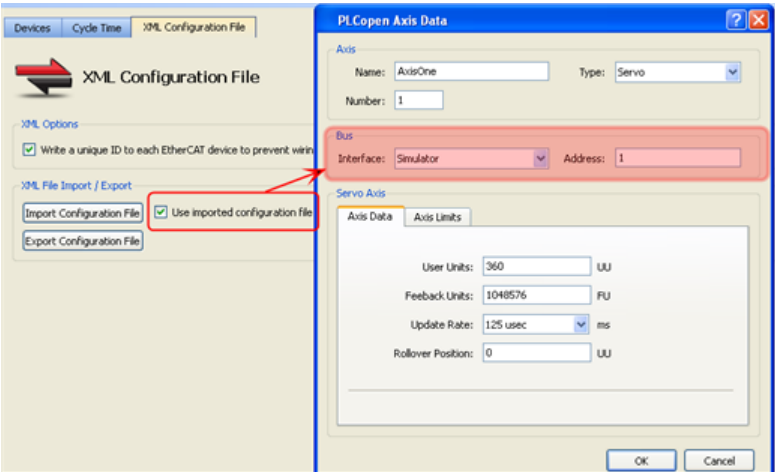 Devices
Cycle Time
XML Configuration File
XML Configuration File
XML Options
Write a unique ID to each EtherCAT device to prevent wirin
XML File Import / Export
Import Configuration File
Use imported configuration file
Export Configuration File
PLCopen Axis Data
Axis
Name: AxisOne
Type: Servo
Number: 1
Bus
Interface: Simulator
Address: 1
Servo Axis
Axis Data
Axis Limits
User Units: 360 UU
Feeback Units: 1048576 FU
Update Rate: 125 usec ms
Rollover Position: 0 UU
OK
Cancel